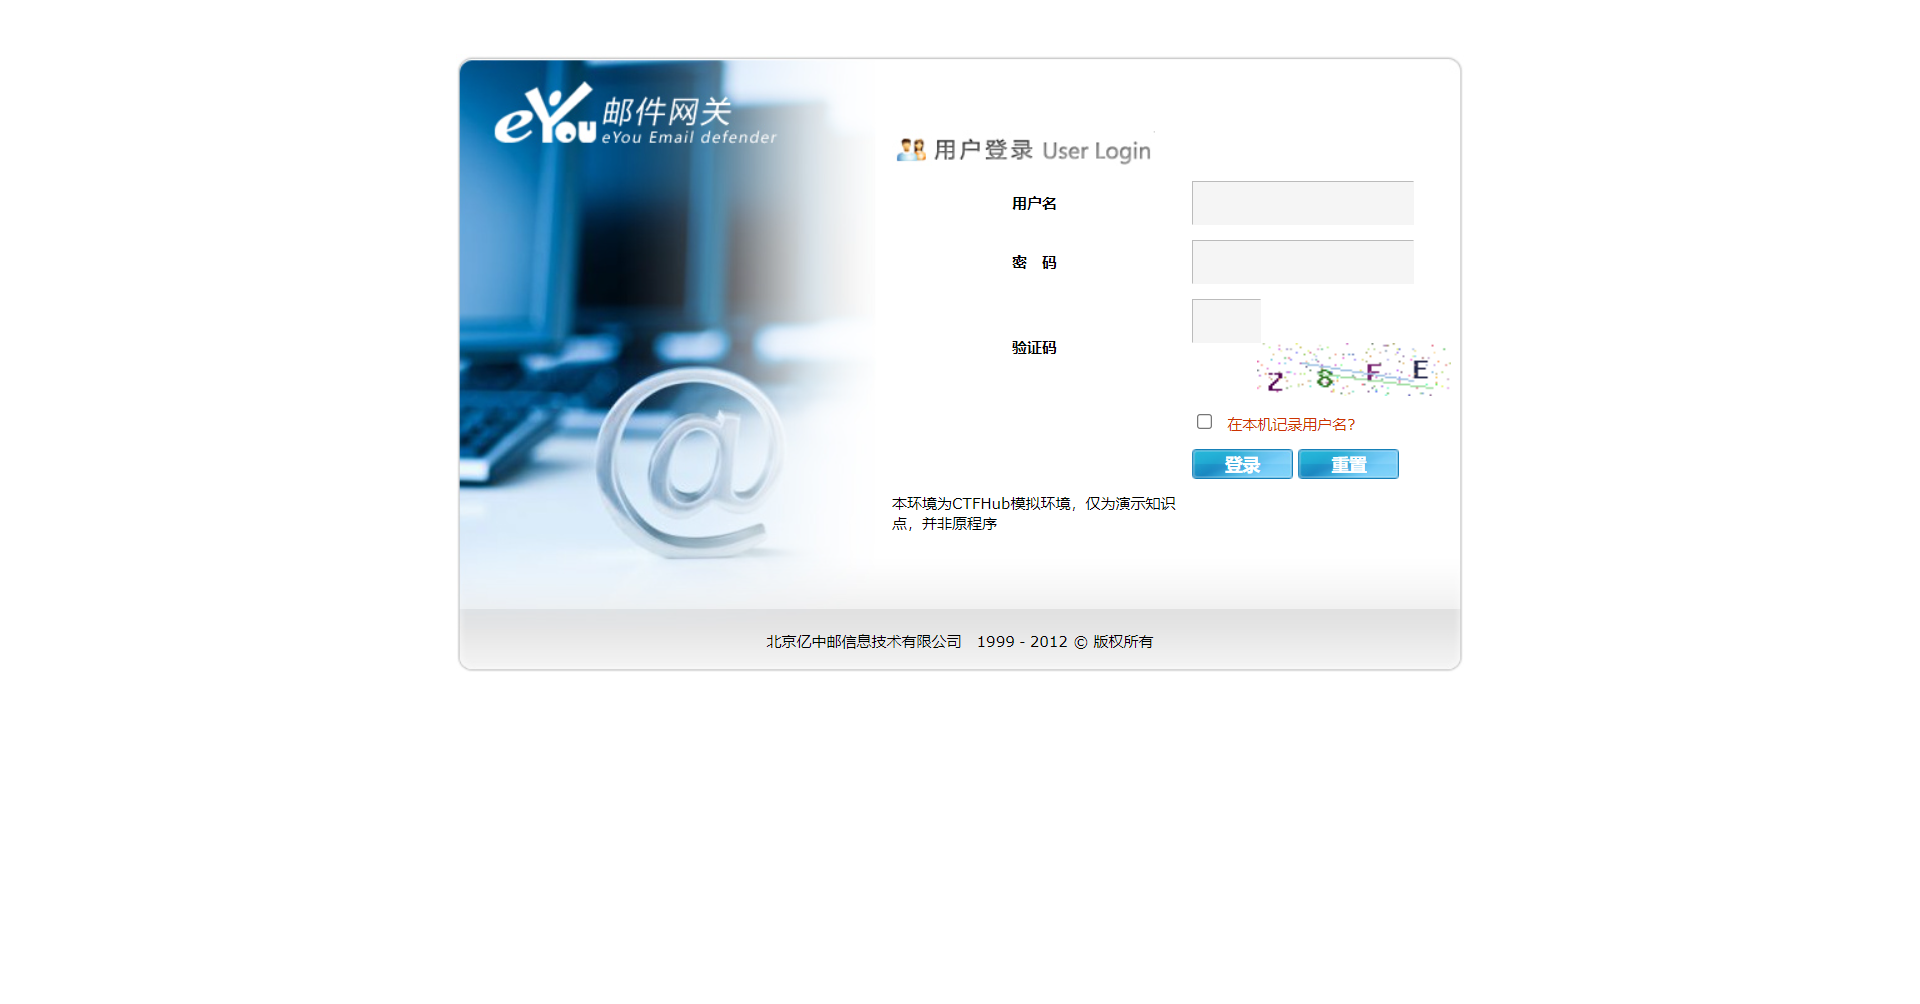 eYou 邮件网关
eYou Email defender
用户登录 User Login
用户名
密 码
验证码
Z 8 F E
在本机记录用户名?
登录 重置
本环境为CTFHub模拟环境，仅为演示知识
点，并非原程序
北京亿中邮信息技术有限公司 1999 - 2012 © 版权所有